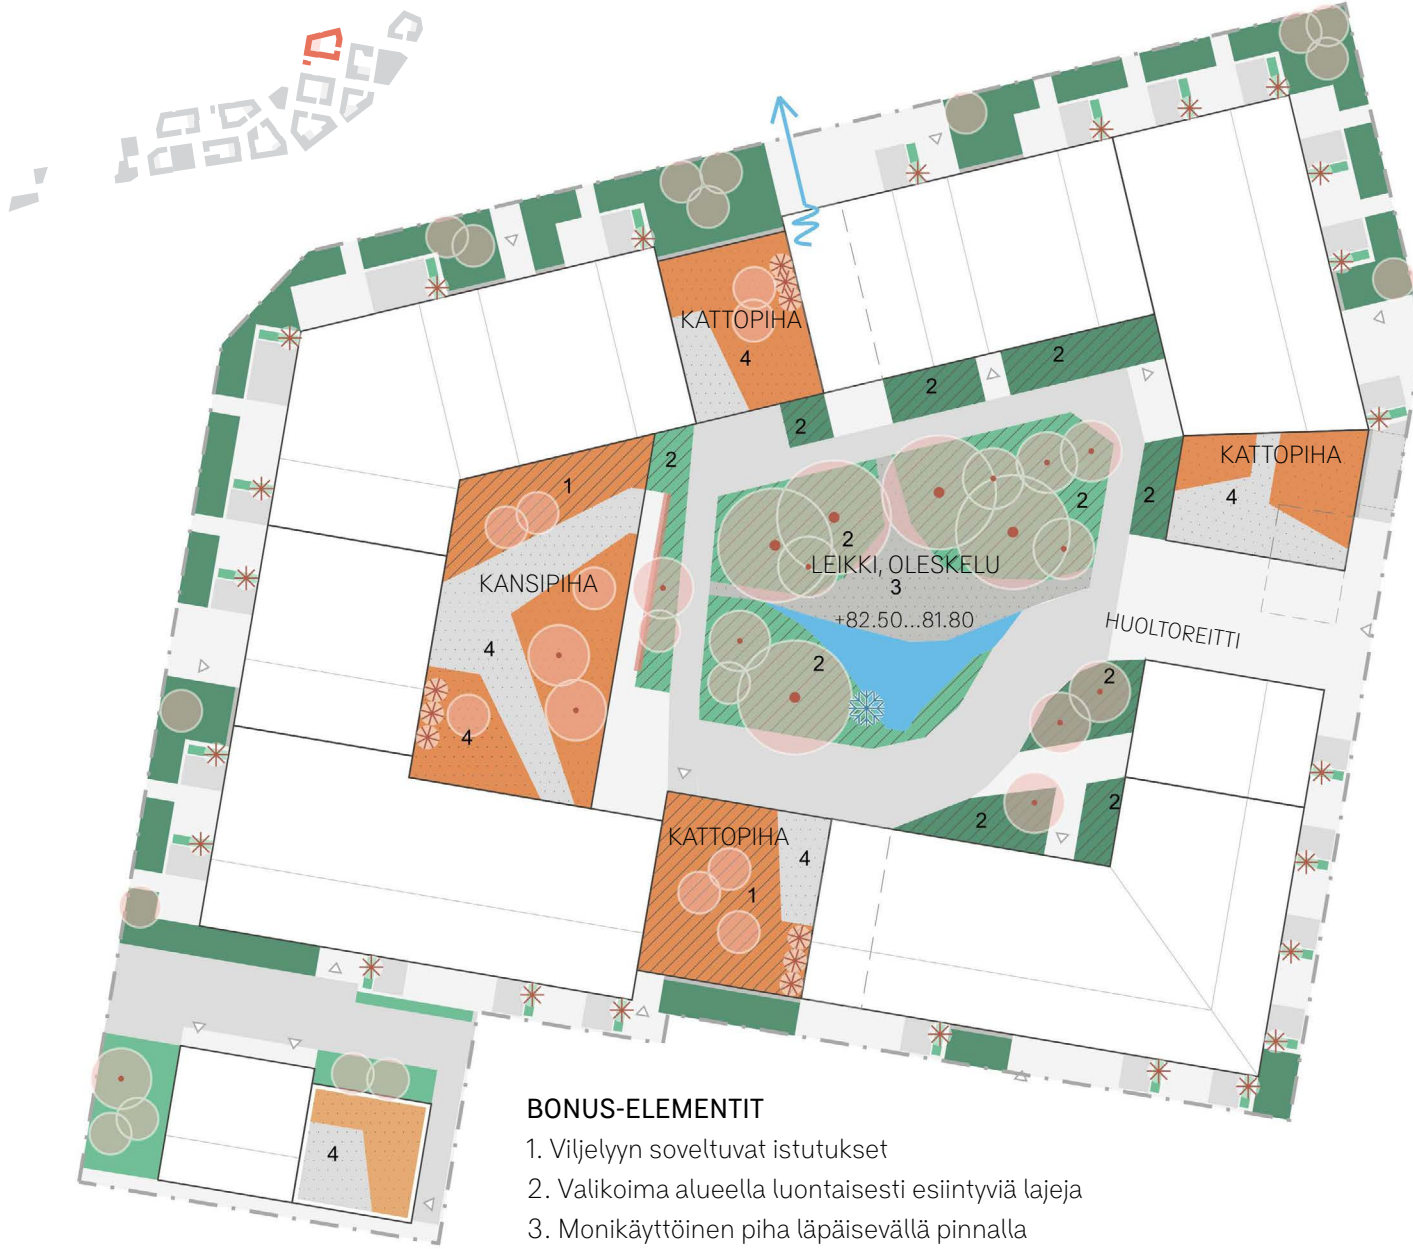 KATTOPIHA
4
2
2
2
KATTOPIHA
4
2
1
2
2
2
LEIKKI, OLESKELU
3
+82.50...81.80
KANSIPIHA
4
4
HUOLTOREITTI
2
2
2
2
KATTOPIHA
4
1
4
BONUS-ELEMENTIT
1. Viljelyyn soveltuvat istutukset
2. Valikoima alueella luontaisesti esiintyviä lajeja
3. Monikäyttöinen piha läpäisevällä pinnalla